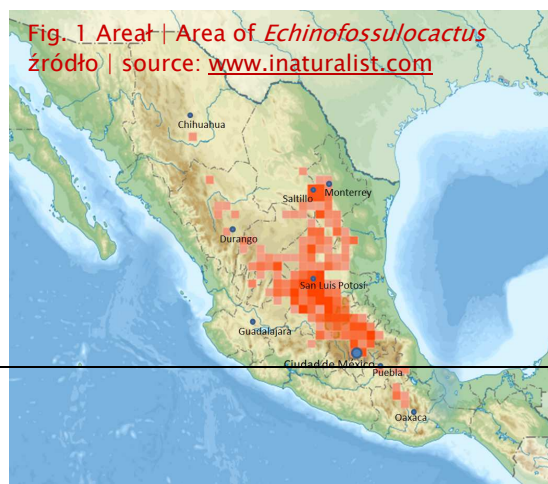 Fig. 1 Areał | Area of Echinofossulocactus
źródło | source: www.inaturalist.com
Chihuahua
Monterrey
Saltillo
Durango
San Luis Potosí
Guadalajara
Ciudad de México
Puebla
Oaxaca